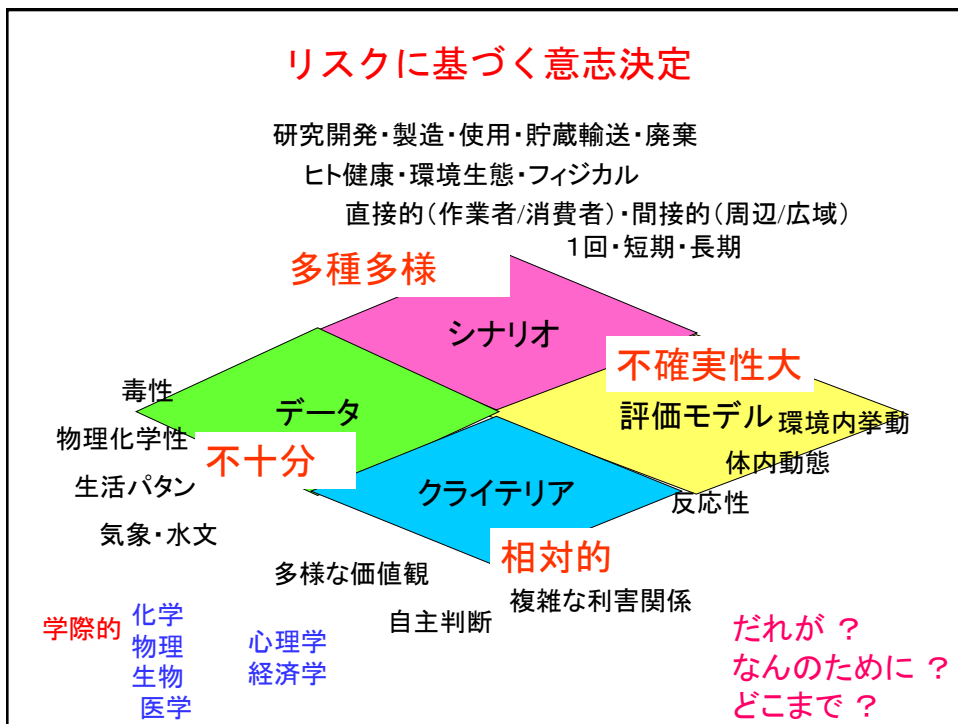 リスクに基づく意志決定
研究開発・製造・使用・貯蔵輸送・廃棄
ヒト健康・環境生態・フィジカル
直接的（作業者/消費者）・間接的（周辺/広域）
１回・短期・長期
多種多様
シナリオ
不確実性大
毒性
データ
評価モデル
環境内挙動
物理化学性
不十分
体内動態
生活パタン
クライテリア
反応性
気象・水文
相対的
多様な価値観
複雑な利害関係
自主判断
学際的
化学
物理
生物
医学
心理学
経済学
だれが ？
なんのために ？
どこまで ？